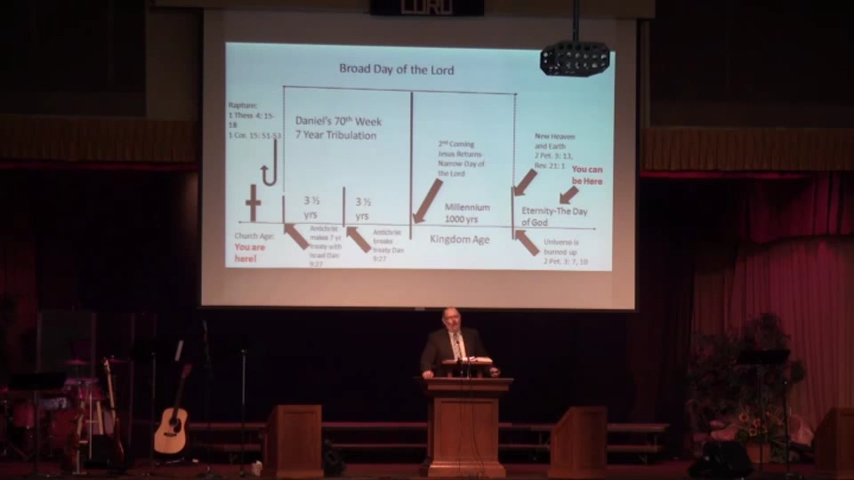 LORD
Broad Day of the Lord
Rapture:
1 Thess 4: 15-
18
1 Cor. 15: 51-53
Daniel's 70th Week
7 Year Tribulation
2nd Coming
Jesus Returns-
Narrow Day of
the Lord
New Heaven
and Earth
2 Pet. 3: 13,
Rev. 21: 1
You can
be Here
3 ½
yrs
3 ½
yrs
Millennium
1000 yrs
Eternity-The Day
of God
Church Age:
You are
here!
Antichrist
makes 7 yr
treaty with
Israel Dan
9:27
Antichrist
breaks
treaty Dan
9:27
Kingdom Age
Universe is
burned up
2 Pet. 3: 7, 10